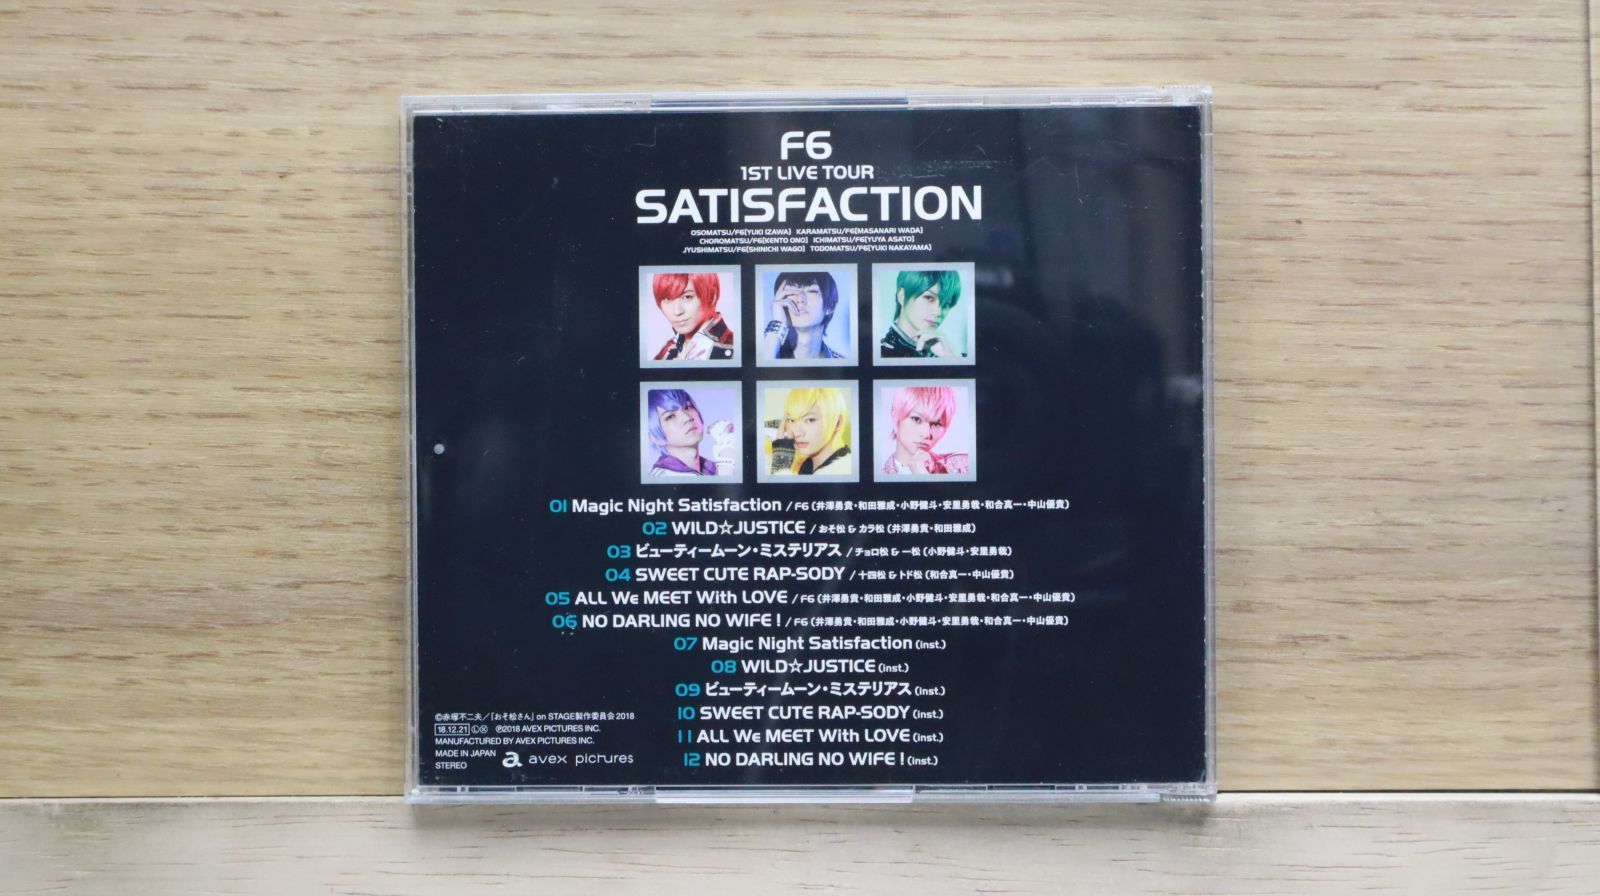 F6
1ST LIVE TOUR
SATISFACTION
OSOMATSU/F6[YUKI IZAWA] KARAMATSU/F6[MASANARI WADA]
CHOROMATSU/F6[KENTO ONO] ICHIMATSU/F6[YUYA ASATO]
JYUSHIMATSU/F6[SHINICHI WAGO] TODOMATSU/F6[YUKI NAKAYAMA]
01 Magic Night Satisfaction / F6 (井澤勇貴・和田雅成・小野健斗・安里勇哉・和合真一・中山優貴)
02 WILD☆JUSTICE / おそ松 & カラ松 (井澤勇貴・和田雅成)
03 ビューティームーン・ミステリアス / チョロ松 & 一松 (小野健斗・安里勇哉)
04 SWEET CUTE RAP-SODY / 十四松 & トド松 (和合真一・中山優貴)
05 ALL We MEET With LOVE / F6 (井澤勇貴・和田雅成・小野健斗・安里勇哉・和合真一・中山優貴)
06 NO DARLING NO WIFE! / F6 (井澤勇貴・和田雅成・小野健斗・安里勇哉・和合真一・中山優貴)
07 Magic Night Satisfaction (inst.)
08 WILD☆JUSTICE (inst.)
09 ビューティームーン・ミステリアス (inst.)
10 SWEET CUTE RAP-SODY (inst.)
11 ALL We MEET With LOVE (inst.)
12 NO DARLING NO WIFE! (inst.)
©赤塚不二夫／「おそ松さん」on STAGE製作委員会 2018
18.12.21 Ⓛ Ⓧ ℗2018 AVEX PICTURES INC.
MANUFACTURED BY AVEX PICTURES INC.
MADE IN JAPAN
STEREO
a avex pictures